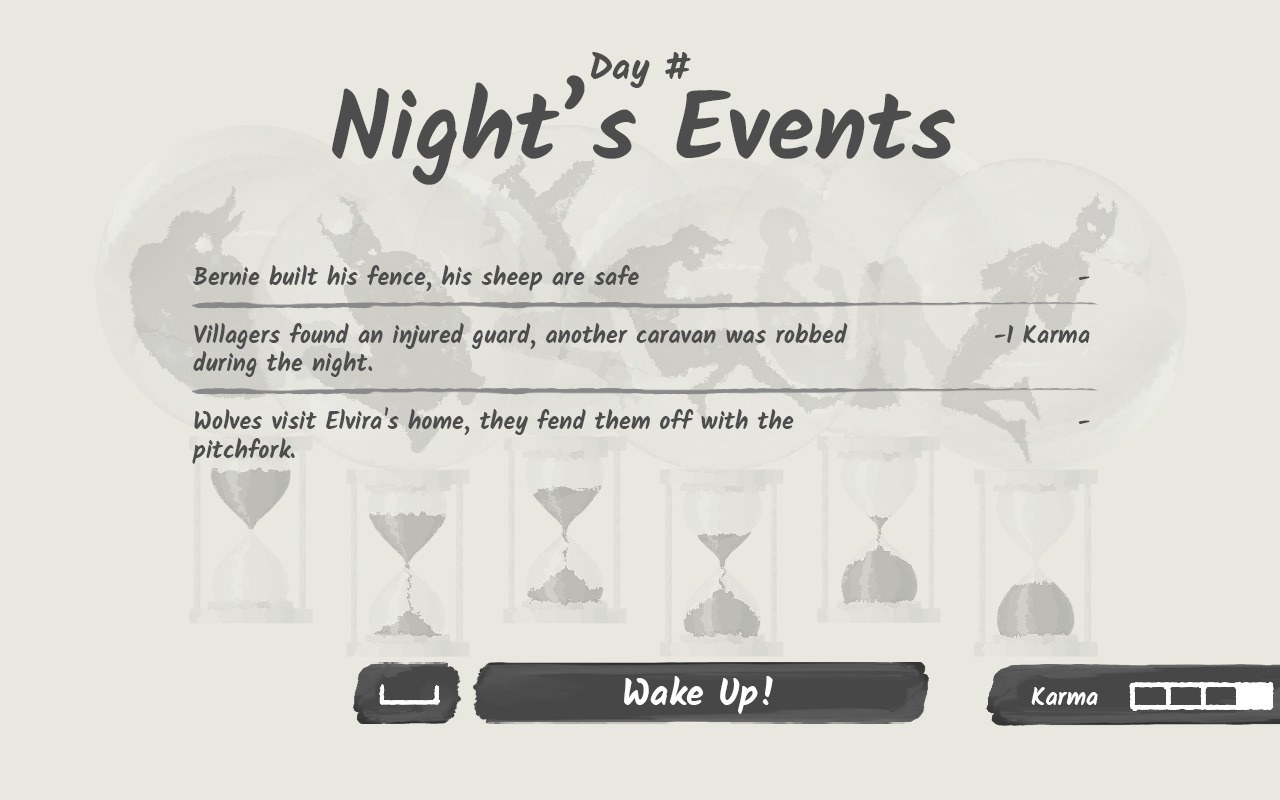 Day #
Night's Events
Bernie built his fence, his sheep are safe
-
Villagers found an injured guard, another caravan was robbed
-1 Karma
during the night.
Wolves visit Elvira's home, they fend them off with the
-
pitchfork.
Wake Up!
Karma